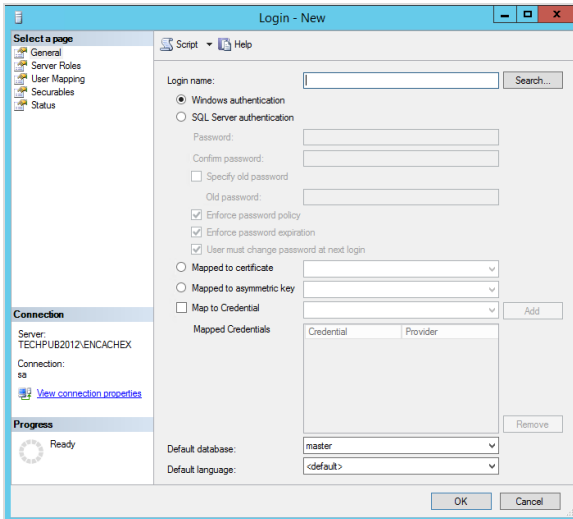 Login - New
Select a page
General
Server Roles
User Mapping
Securables
Status
Script Help
Login name:
Search...
Windows authentication
SQL Server authentication
Password:
Confirm password:
Specify old password
Old password:
Enforce password policy
Enforce password expiration
User must change password at next login
Mapped to certificate
Mapped to asymmetric key
Map to Credential
Add
Mapped Credentials
Credential Provider
Remove
Default database: master
Default language: <default>
Connection
Server:
TECHPUB2012\ENCACHEX
Connection:
sa
View connection properties
Progress
Ready
OK Cancel